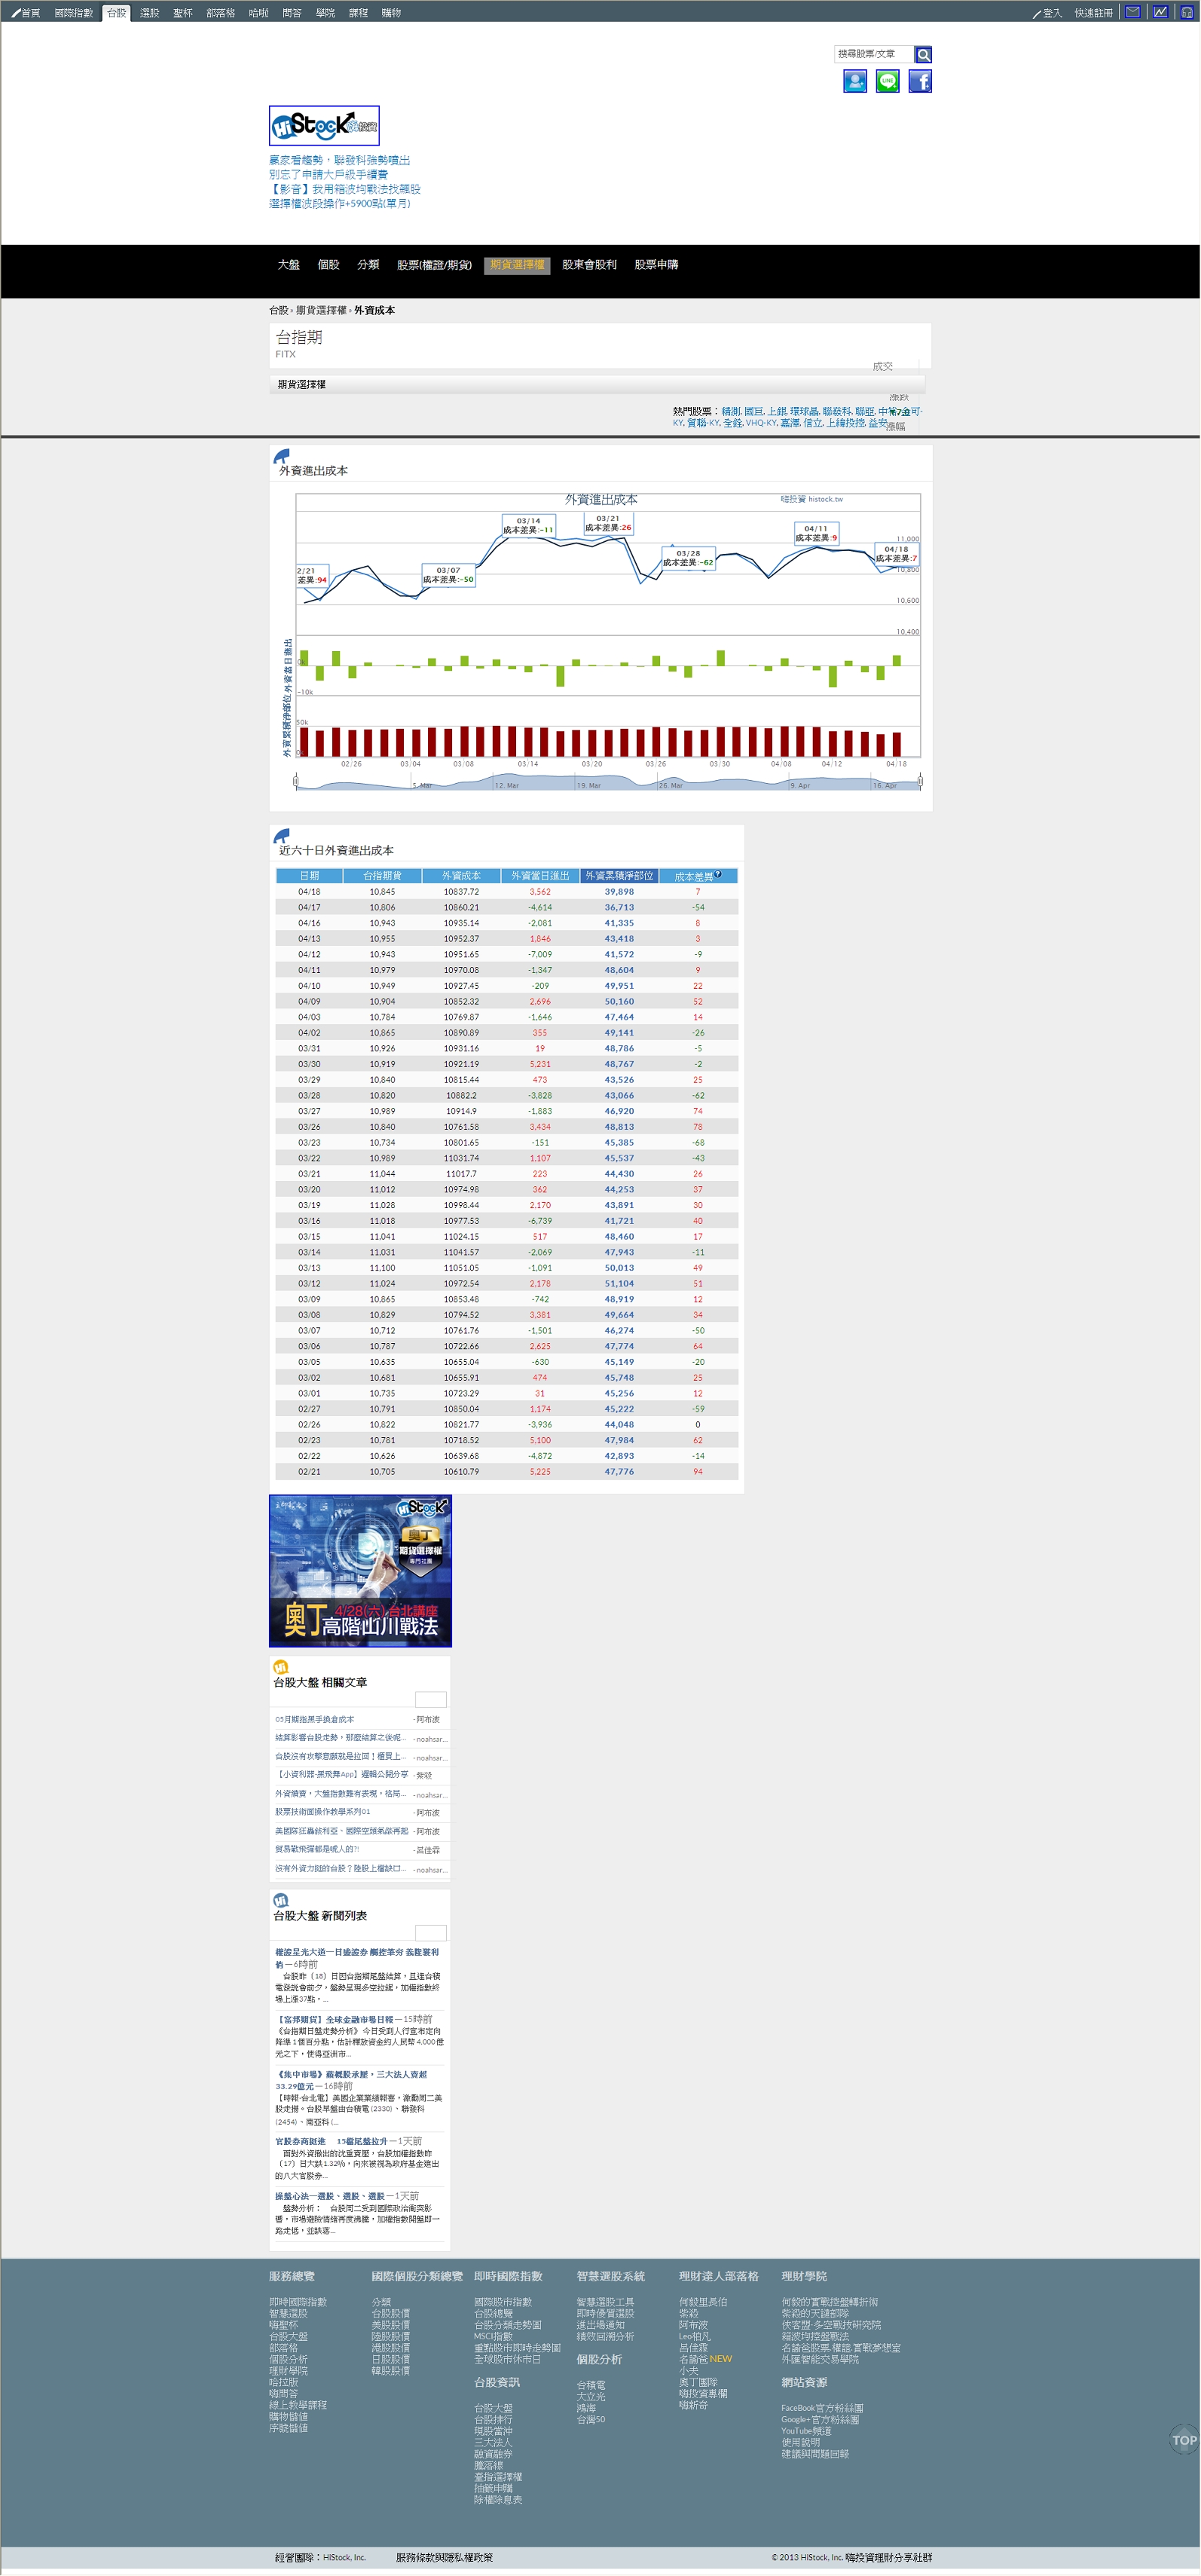 首頁 國際指數 台股 選股 聖杯 部落格 哈啦 問答 學院 課程 購物 登入 快速註冊
搜尋股票/文章
HiStock嗨投資
贏家看趨勢，聯發科強勢噴出
別忘了申請大戶級手續費
【影音】我用箱波均戰法找飆股
選擇權波段操作+5900點(單月)
大盤 個股 分類 股票(權證/期貨) 期貨選擇權 股東會股利 股票申購
台股 » 期貨選擇權 » 外資成本
台指期
FITX
成交
期貨選擇權
漲跌
漲幅
熱門股票：精測, 國巨, 上銀, 環球晶, 聯發科, 聯亞,
KY, 貿聯-KY, 全銓, VHQ-KY, 嘉澤, 信立, 上緯投控, 益安
外資進出成本
外資進出成本
嗨投資 histock.tw
2/21
差異:94
03/07
成本差異:-50
03/14
成本差異:-11
03/21
成本差異:26
03/28
成本差異:-62
04/11
成本差異:9
04/18
成本差異:7
11,000
10,800
10,600
10,400
外資當日進出
0k
-10k
外資累積淨部位
50k
0k
02/26 03/04 03/08 03/14 03/20 03/26 03/30 04/08 04/12 04/18
5. Mar 12. Mar 19. Mar 26. Mar 9. Apr 16. Apr
近六十日外資進出成本
日期 台指期貨 外資成本 外資當日進出 外資累積淨部位 成本差異
04/18 10,845 10837.72 3,562 39,898 7
04/17 10,806 10860.21 -4,614 36,713 -54
04/16 10,943 10935.14 -2,081 41,335 8
04/13 10,955 10952.37 1,846 43,418 3
04/12 10,943 10951.65 -7,009 41,572 -9
04/11 10,979 10970.08 -1,347 48,604 9
04/10 10,949 10927.45 -209 49,951 22
04/09 10,904 10852.32 2,696 50,160 52
04/03 10,784 10769.87 -1,646 47,464 14
04/02 10,865 10890.89 355 49,141 -26
03/31 10,926 10931.16 19 48,786 -5
03/30 10,919 10921.19 5,231 48,767 -2
03/29 10,840 10815.44 473 43,526 25
03/28 10,820 10882.2 -3,828 43,066 -62
03/27 10,989 10914.9 -1,883 46,920 74
03/26 10,840 10761.58 3,434 48,813 78
03/23 10,734 10801.65 -151 45,385 -68
03/22 10,989 11031.74 1,107 45,537 -43
03/21 11,044 11017.7 223 44,430 26
03/20 11,012 10974.98 362 44,253 37
03/19 11,028 10998.44 2,170 43,891 30
03/16 11,018 10977.53 -6,739 41,721 40
03/15 11,041 11024.15 517 48,460 17
03/14 11,031 11041.57 -2,069 47,943 -11
03/13 11,100 11051.05 -1,091 50,013 49
03/12 11,024 10972.54 2,178 51,104 51
03/09 10,865 10853.48 -742 48,919 12
03/08 10,829 10794.52 3,381 49,664 34
03/07 10,712 10761.76 -1,501 46,274 -50
03/06 10,787 10722.66 2,625 47,774 64
03/05 10,635 10655.04 -630 45,149 -20
03/02 10,681 10655.91 474 45,748 25
03/01 10,735 10723.29 31 45,256 12
02/27 10,791 10850.04 1,174 45,222 -59
02/26 10,822 10821.77 -3,936 44,048 0
02/23 10,781 10718.52 5,100 47,984 62
02/22 10,626 10639.68 -4,872 42,893 -14
02/21 10,705 10610.79 5,225 47,776 94
HiStock
奧丁
期貨選擇權
專門社團
4/28(六)台北講座
奧丁高階山川戰法
台股大盤 相關文章
05月期指黑手換倉成本 - 阿布波
結算影響台股走勢，那麼結算之後呢... - noahsar...
台股沒有攻擊意願就是拉回！櫃買上... - noahsar...
【小資利器-黑飛舞App】邏輯公開分享 - 紫殺
外資續賣，大盤指數難有表現，格局... - noahsar...
股票技術面操作教學系列01 - 阿布波
美國隊狂轟敘利亞、國際空頭氣燄再起 - 阿布波
貿易戰飛彈都是唬人的?! - 呂佳霖
沒有外資力挺的台股？陸股上檔缺口... - noahsar...
台股大盤 新聞列表
權證星光大道－日盛證券 觸控筆夯 義隆獲利俏 －6時前
台股昨（18）日因台指期尾盤結算，且逢台積
電發說會前夕，盤勢呈現多空拉鋸，加權指數終
場上漲37點，...
【富邦期貨】全球金融市場日報 －15時前
《台指期日盤走勢分析》 今日受到人行宣布定向
降準 1 個百分點，估計釋放資金約人民幣 4,000 億
元之下，使得亞洲市...
《集中市場》蘋概股承壓，三大法人賣超
33.29億元 －16時前
【時報-台北電】美國企業業績報喜，激勵周二美
股走揚。台股早盤由台積電 (2330) 、聯發科
(2454) 、南亞科 (...
官股券商挺進 15檔尾盤拉升 －1天前
面對外資撤出的沈重賣壓，台股加權指數昨
（17）日大跌1.32%，向來被視為政府基金進出
的八大官股券...
操盤心法－選股、選股、選股 －1天前
盤勢分析： 台股周二受到國際政治衝突影
響，市場避險情緒再度沸騰，加權指數開盤即一
路走低，並跌落...
服務總覽
即時國際指數
智慧選股
嗨聖杯
台股大盤
部落格
個股分析
理財學院
哈拉版
嗨問答
線上教學課程
購物儲值
序號儲值
國際個股分類總覽
分類
台股股價
美股股價
陸股股價
港股股價
日股股價
韓股股價
即時國際指數
國際股市指數
台股總覽
台股分類走勢圖
MSCI指數
重點股市即時走勢圖
全球股市休市日
台股資訊
台股大盤
台股排行
現股當沖
三大法人
融資融券
騰落線
臺指選擇權
抽籤申購
除權除息表
智慧選股系統
智慧選股工具
即時優質選股
進出場通知
績效回溯分析
個股分析
台積電
大立光
鴻海
台灣50
理財達人部落格
何毅里長伯
紫殺
阿布波
Leo柏凡
呂佳霖
名諭爸 NEW
小夫
奧丁團隊
嗨投資專欄
嗨新奇
理財學院
何毅的實戰控盤轉折術
紫殺的天鍵部隊
俠客盟-多空戰技研究院
箱波均控盤戰法
名諭爸股票.權證-實戰夢想室
外匯智能交易學院
網站資源
FaceBook官方粉絲團
Google+官方粉絲團
YouTube頻道
使用說明
建議與問題回報
TOP
經營團隊：HiStock, Inc. 服務條款與隱私權政策 © 2013 HiStock, Inc. 嗨投資理財分享社群